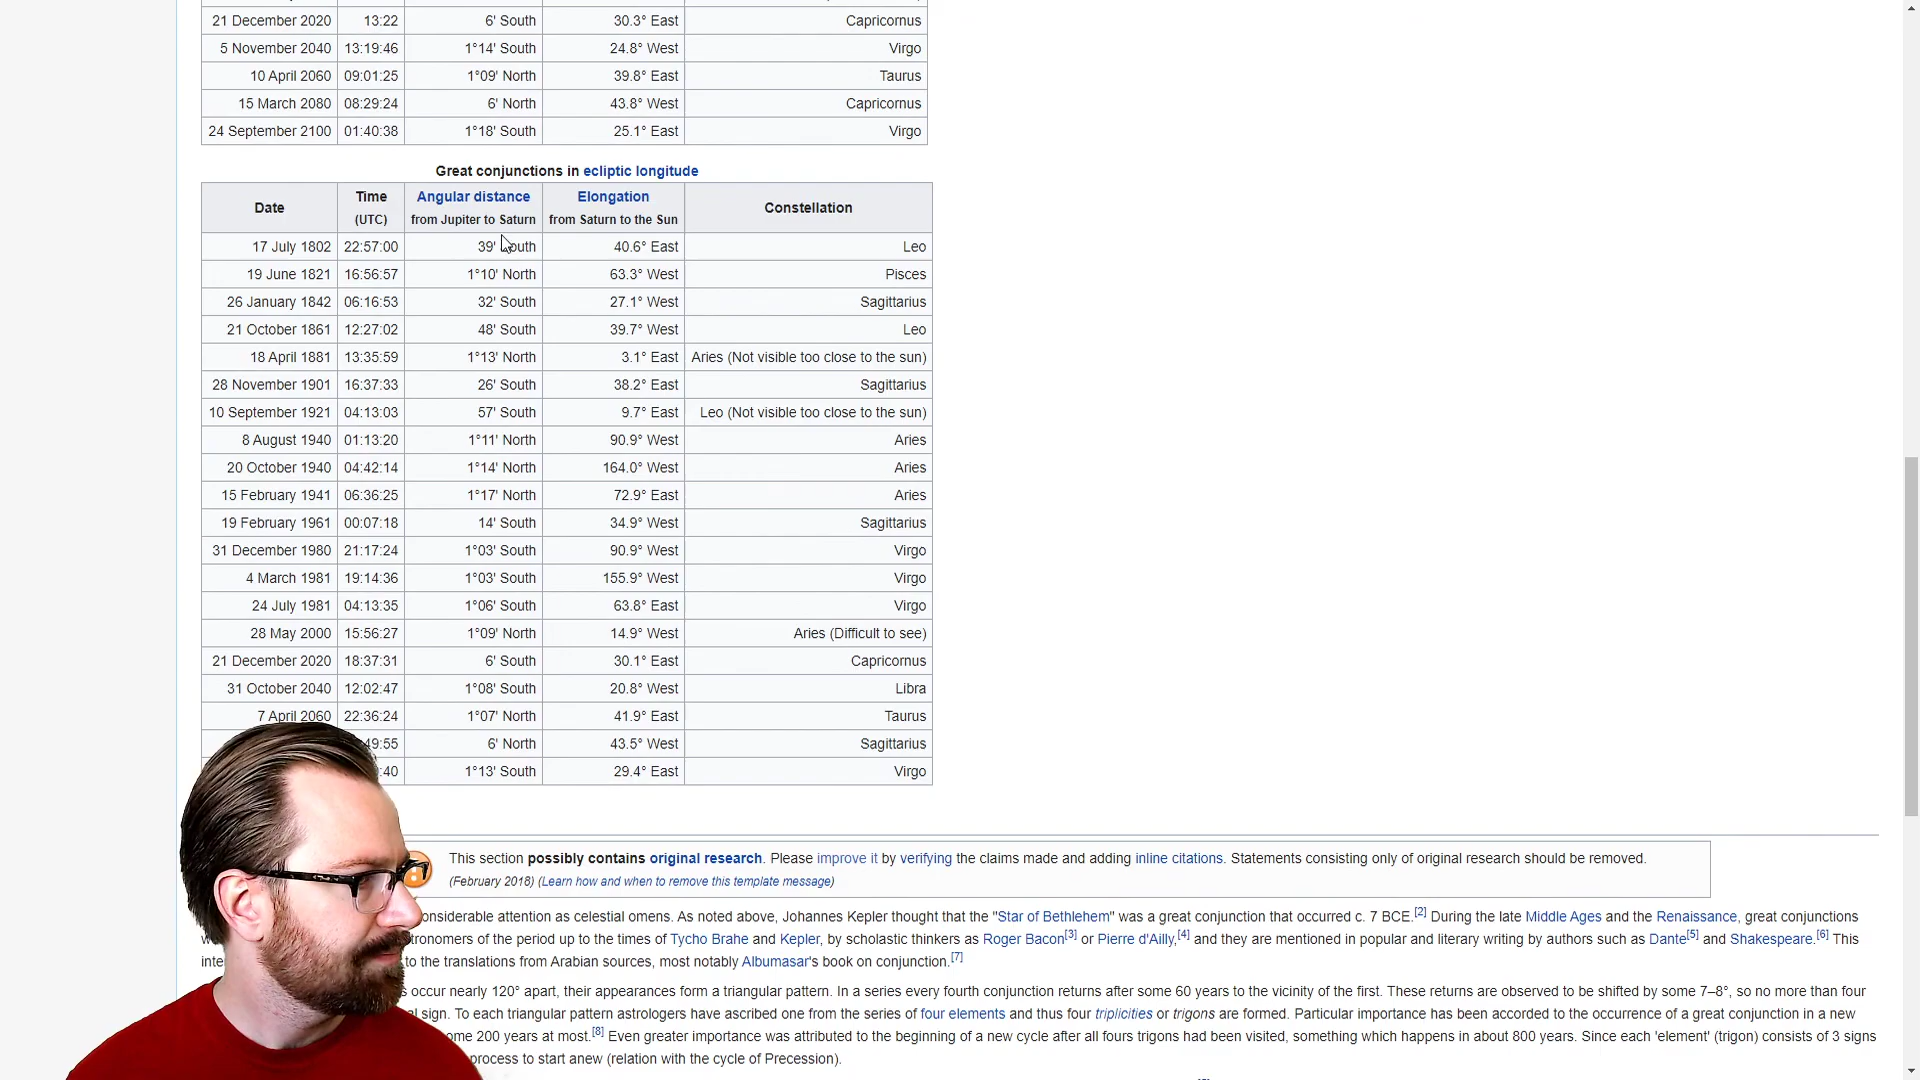 21 December 2020 13:22 6' South 30.3° East Capricornus
5 November 2040 13:19:46 1°14' South 24.8° West Virgo
10 April 2060 09:01:25 1°09' North 39.8° East Taurus
15 March 2080 08:29:24 6' North 43.8° West Capricornus
24 September 2100 01:40:38 1°18' South 25.1° East Virgo
Great conjunctions in ecliptic longitude
Date Time (UTC) Angular distance from Jupiter to Saturn Elongation from Saturn to the Sun Constellation
17 July 1802 22:57:00 39' South 40.6° East Leo
19 June 1821 16:56:57 1°10' North 63.3° West Pisces
26 January 1842 06:16:53 32' South 27.1° West Sagittarius
21 October 1861 12:27:02 48' South 39.7° West Leo
18 April 1881 13:35:59 1°13' North 3.1° East Aries (Not visible too close to the sun)
28 November 1901 16:37:33 26' South 38.2° East Sagittarius
10 September 1921 04:13:03 57' South 9.7° East Leo (Not visible too close to the sun)
8 August 1940 01:13:20 1°11' North 90.9° West Aries
20 October 1940 04:42:14 1°14' North 164.0° West Aries
15 February 1941 06:36:25 1°17' North 72.9° East Aries
19 February 1961 00:07:18 14' South 34.9° West Sagittarius
31 December 1980 21:17:24 1°03' South 90.9° West Virgo
4 March 1981 19:14:36 1°03' South 155.9° West Virgo
24 July 1981 04:13:35 1°06' South 63.8° East Virgo
28 May 2000 15:56:27 1°09' North 14.9° West Aries (Difficult to see)
21 December 2020 18:37:31 6' South 30.1° East Capricornus
31 October 2040 12:02:47 1°08' South 20.8° West Libra
7 April 2060 22:36:24 1°07' North 41.9° East Taurus
49:55 6' North 43.5° West Sagittarius
:40 1°13' South 29.4° East Virgo
This section possibly contains original research. Please improve it by verifying the claims made and adding inline citations. Statements consisting only of original research should be removed.
(February 2018) (Learn how and when to remove this template message)
onsiderable attention as celestial omens. As noted above, Johannes Kepler thought that the "Star of Bethlehem" was a great conjunction that occurred c. 7 BCE.[2] During the late Middle Ages and the Renaissance, great conjunctions
tronomers of the period up to the times of Tycho Brahe and Kepler, by scholastic thinkers as Roger Bacon[3] or Pierre d'Ailly,[4] and they are mentioned in popular and literary writing by authors such as Dante[5] and Shakespeare.[6] This
inte to the translations from Arabian sources, most notably Albumasar's book on conjunction.[7]
s occur nearly 120° apart, their appearances form a triangular pattern. In a series every fourth conjunction returns after some 60 years to the vicinity of the first. These returns are observed to be shifted by some 7–8°, so no more than four
al sign. To each triangular pattern astrologers have ascribed one from the series of four elements and thus four triplicities or trigons are formed. Particular importance has been accorded to the occurrence of a great conjunction in a new
ome 200 years at most.[8] Even greater importance was attributed to the beginning of a new cycle after all fours trigons had been visited, something which happens in about 800 years. Since each 'element' (trigon) consists of 3 signs
process to start anew (relation with the cycle of Precession).